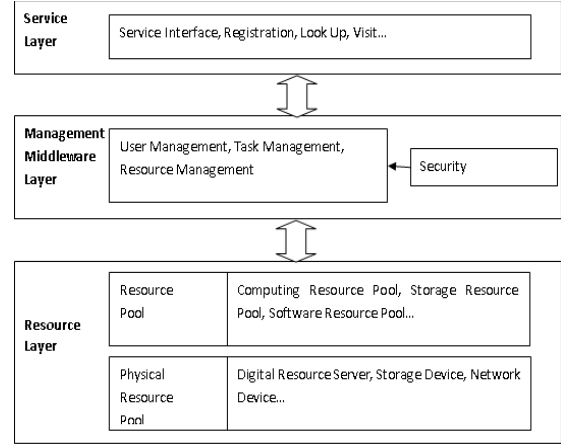 Service
Layer
Service Interface, Registration, Look Up, Visit...
Management
Middleware
Layer
User Management, Task Management,
Resource Management
Security
Resource
Layer
Resource
Pool
Computing Resource Pool, Storage Resource
Pool, Software Resource Pool...
Physical
Resource
Pool
Digital Resource Server, Storage Device, Network
Device...